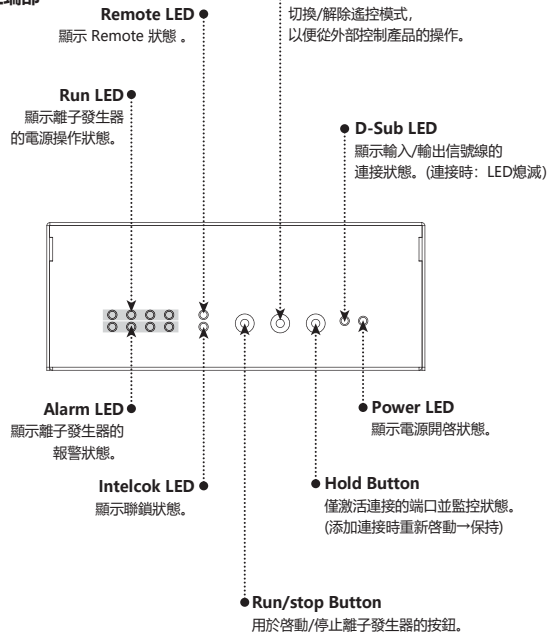 Remote LED
顯示 Remote 狀態 。
切換/解除遙控模式,
以便從外部控制產品的操作。
Run LED
顯示離子發生器
的電源操作狀態。
D-Sub LED
顯示輸入/輸出信號線的
連接狀態。(連接時: LED熄滅)
Alarm LED
顯示離子發生器的
報警狀態。
Power LED
顯示電源開啓狀態。
Intelcok LED
顯示聯鎖狀態。
Hold Button
僅激活連接的端口並監控狀態。
(添加連接時重新啓動→保持)
Run/stop Button
用於啓動/停止離子發生器的按鈕。